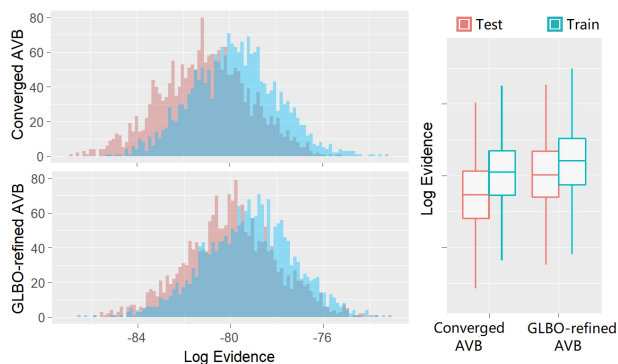 Test Train
80
60
40
20
0
Converged AVB
80
60
40
20
0
GLBO-refined AVB
-84 -80 -76
Log Evidence
Log Evidence
Converged
AVB
GLBO-refined
AVB